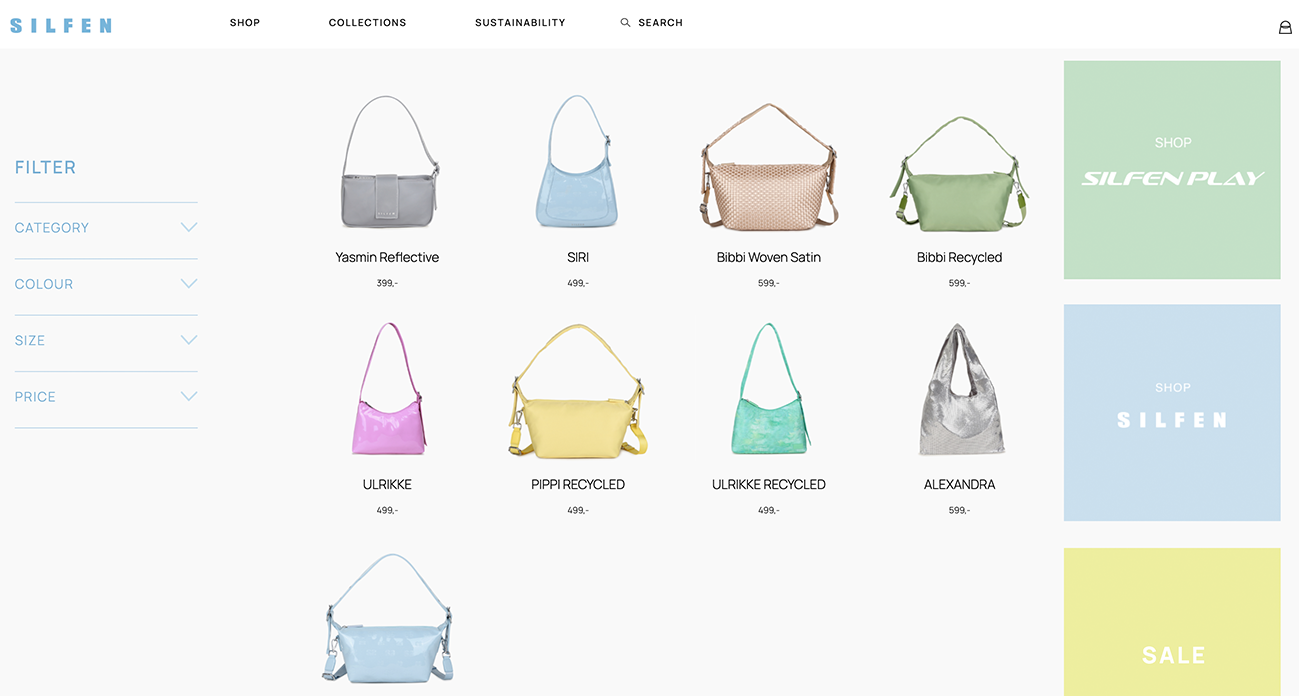 SILFEN
SHOP
COLLECTIONS
SUSTAINABILITY
SEARCH
FILTER
CATEGORY
COLOUR
SIZE
PRICE
Yasmin Reflective
399,-
SIRI
499,-
Bibbi Woven Satin
599,-
Bibbi Recycled
599,-
ULRIKKE
499,-
PIPPI RECYCLED
499,-
ULRIKKE RECYCLED
499,-
ALEXANDRA
599,-
SHOP
SILFEN PLAY
SHOP
SILFEN
SALE